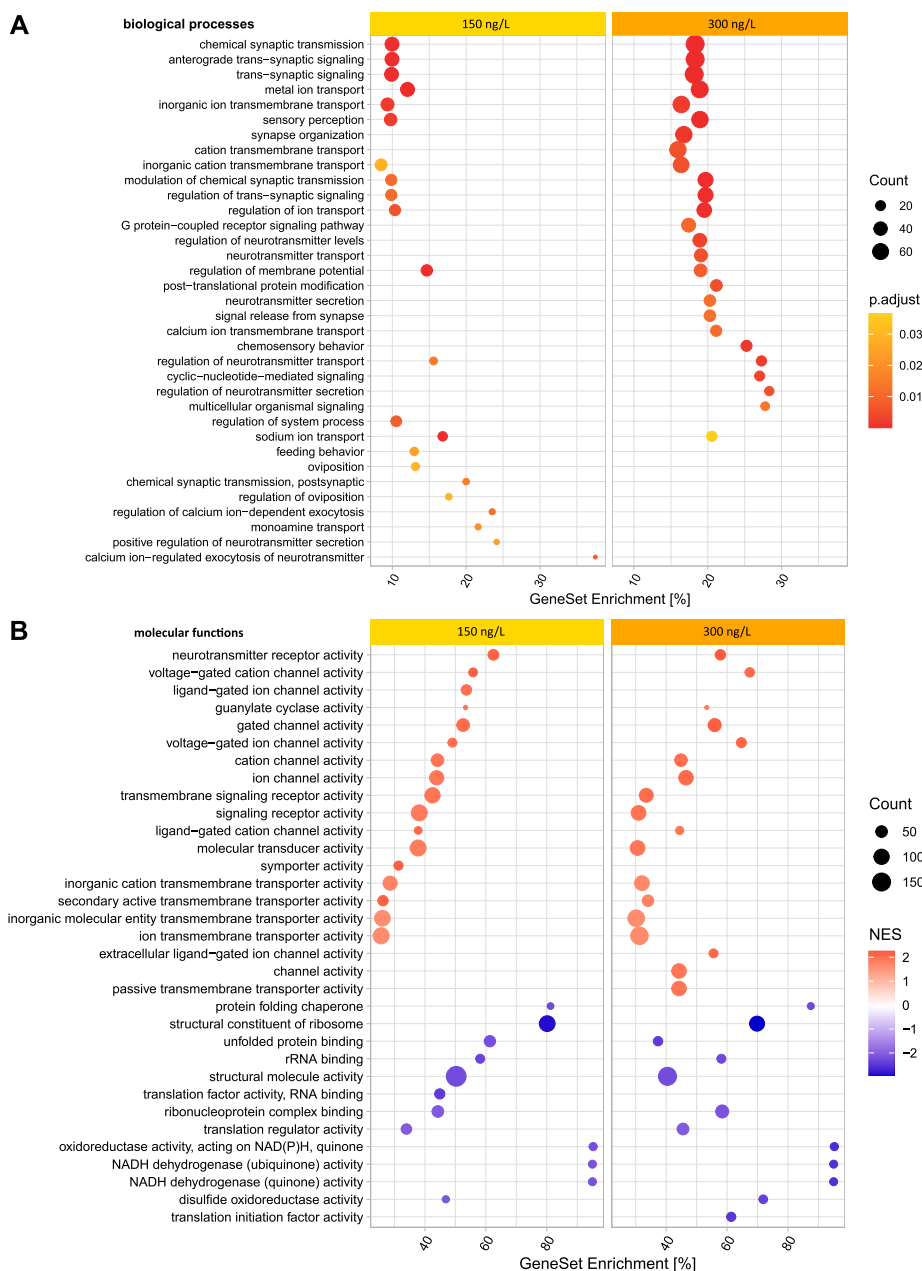 A
biological processes
150 ng/L
300 ng/L
chemical synaptic transmission
anterograde trans−synaptic signaling
trans−synaptic signaling
metal ion transport
inorganic ion transmembrane transport
sensory perception
synapse organization
cation transmembrane transport
inorganic cation transmembrane transport
modulation of chemical synaptic transmission
regulation of trans−synaptic signaling
regulation of ion transport
G protein−coupled receptor signaling pathway
regulation of neurotransmitter levels
neurotransmitter transport
regulation of membrane potential
post−translational protein modification
neurotransmitter secretion
signal release from synapse
calcium ion transmembrane transport
chemosensory behavior
regulation of neurotransmitter transport
cyclic−nucleotide−mediated signaling
regulation of neurotransmitter secretion
multicellular organismal signaling
regulation of system process
sodium ion transport
feeding behavior
oviposition
chemical synaptic transmission, postsynaptic
regulation of oviposition
regulation of calcium ion−dependent exocytosis
monoamine transport
positive regulation of neurotransmitter secretion
calcium ion−regulated exocytosis of neurotransmitter
10 20 30 10 20 30
GeneSet Enrichment [%]
Count
20
40
60
p.adjust
0.03
0.02
0.01
B
molecular functions
150 ng/L
300 ng/L
neurotransmitter receptor activity
voltage−gated cation channel activity
ligand−gated ion channel activity
guanylate cyclase activity
gated channel activity
voltage−gated ion channel activity
cation channel activity
ion channel activity
transmembrane signaling receptor activity
signaling receptor activity
ligand−gated cation channel activity
molecular transducer activity
symporter activity
inorganic cation transmembrane transporter activity
secondary active transmembrane transporter activity
inorganic molecular entity transmembrane transporter activity
ion transmembrane transporter activity
extracellular ligand−gated ion channel activity
channel activity
passive transmembrane transporter activity
protein folding chaperone
structural constituent of ribosome
unfolded protein binding
rRNA binding
structural molecule activity
translation factor activity, RNA binding
ribonucleoprotein complex binding
translation regulator activity
oxidoreductase activity, acting on NAD(P)H, quinone
NADH dehydrogenase (ubiquinone) activity
NADH dehydrogenase (quinone) activity
disulfide oxidoreductase activity
translation initiation factor activity
40 60 80 40 60 80
GeneSet Enrichment [%]
Count
50
100
150
NES
2
1
0
−1
−2